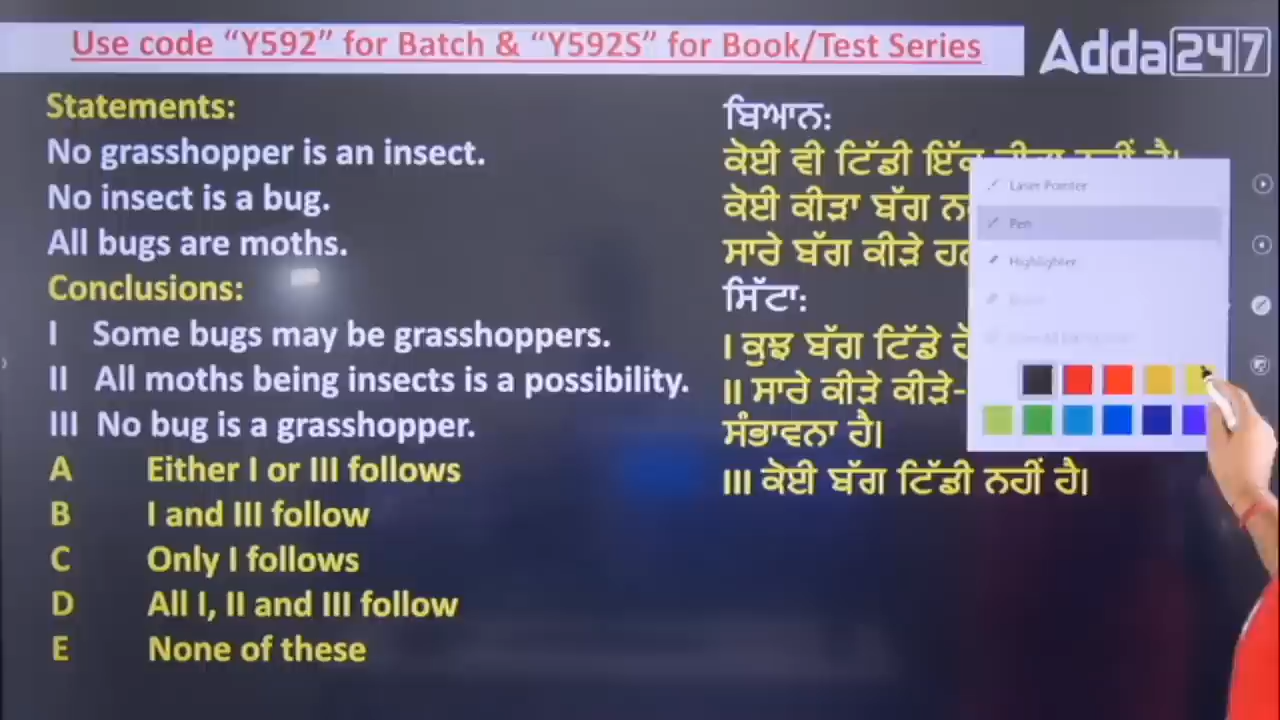 Use code “Y592” for Batch & “Y592S” for Book/Test Series
Adda247
Statements:
No grasshopper is an insect.
No insect is a bug.
All bugs are moths.
Conclusions:
I Some bugs may be grasshoppers.
II All moths being insects is a possibility.
III No bug is a grasshopper.
A Either I or III follows
B I and III follow
C Only I follows
D All I, II and III follow
E None of these
ਬਿਆਨ:
ਕੋਈ ਵੀ ਟਿੱਡੀ ਇੱਕ
ਕੋਈ ਕੀੜਾ ਬੱਗ
ਸਾਰੇ ਬੱਗ ਕੀੜੇ
ਸਿੱਟਾ:
I ਕੁਝ ਬੱਗ ਟਿੱਡੇ
II ਸਾਰੇ ਕੀੜੇ ਕੀੜੇ-
ਸੰਭਾਵਨਾ ਹੈ।
III ਕੋਈ ਬੱਗ ਟਿੱਡੀ ਨਹੀਂ ਹੈ।
Laser Pointer
Pen
Highlighter